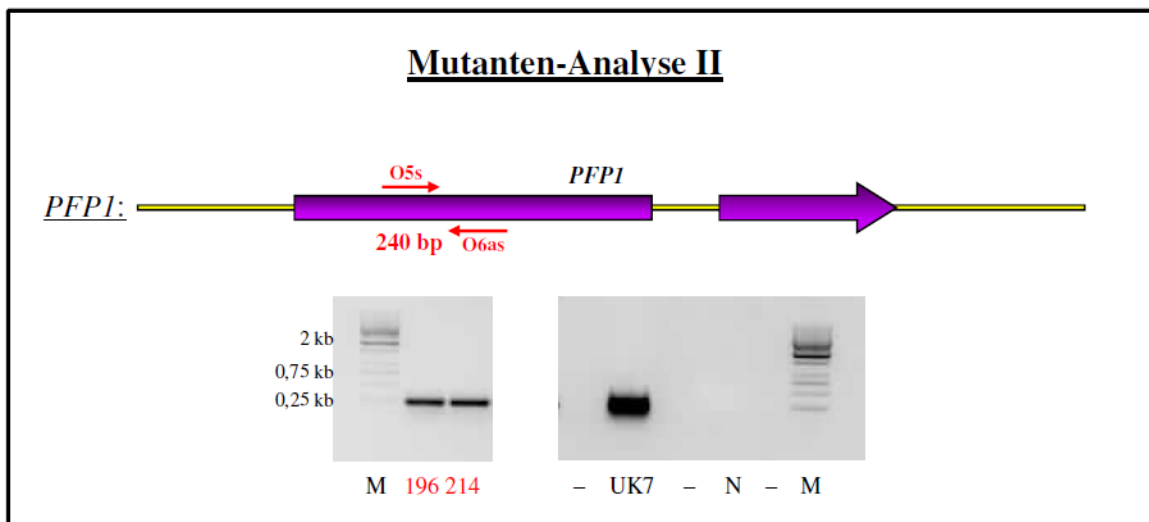 Mutanten-Analyse II
O5s
PFP1
PFP1:
240 bp
O6as
2 kb
0,75 kb
0,25 kb
M 196 214
– UK7 – N – M